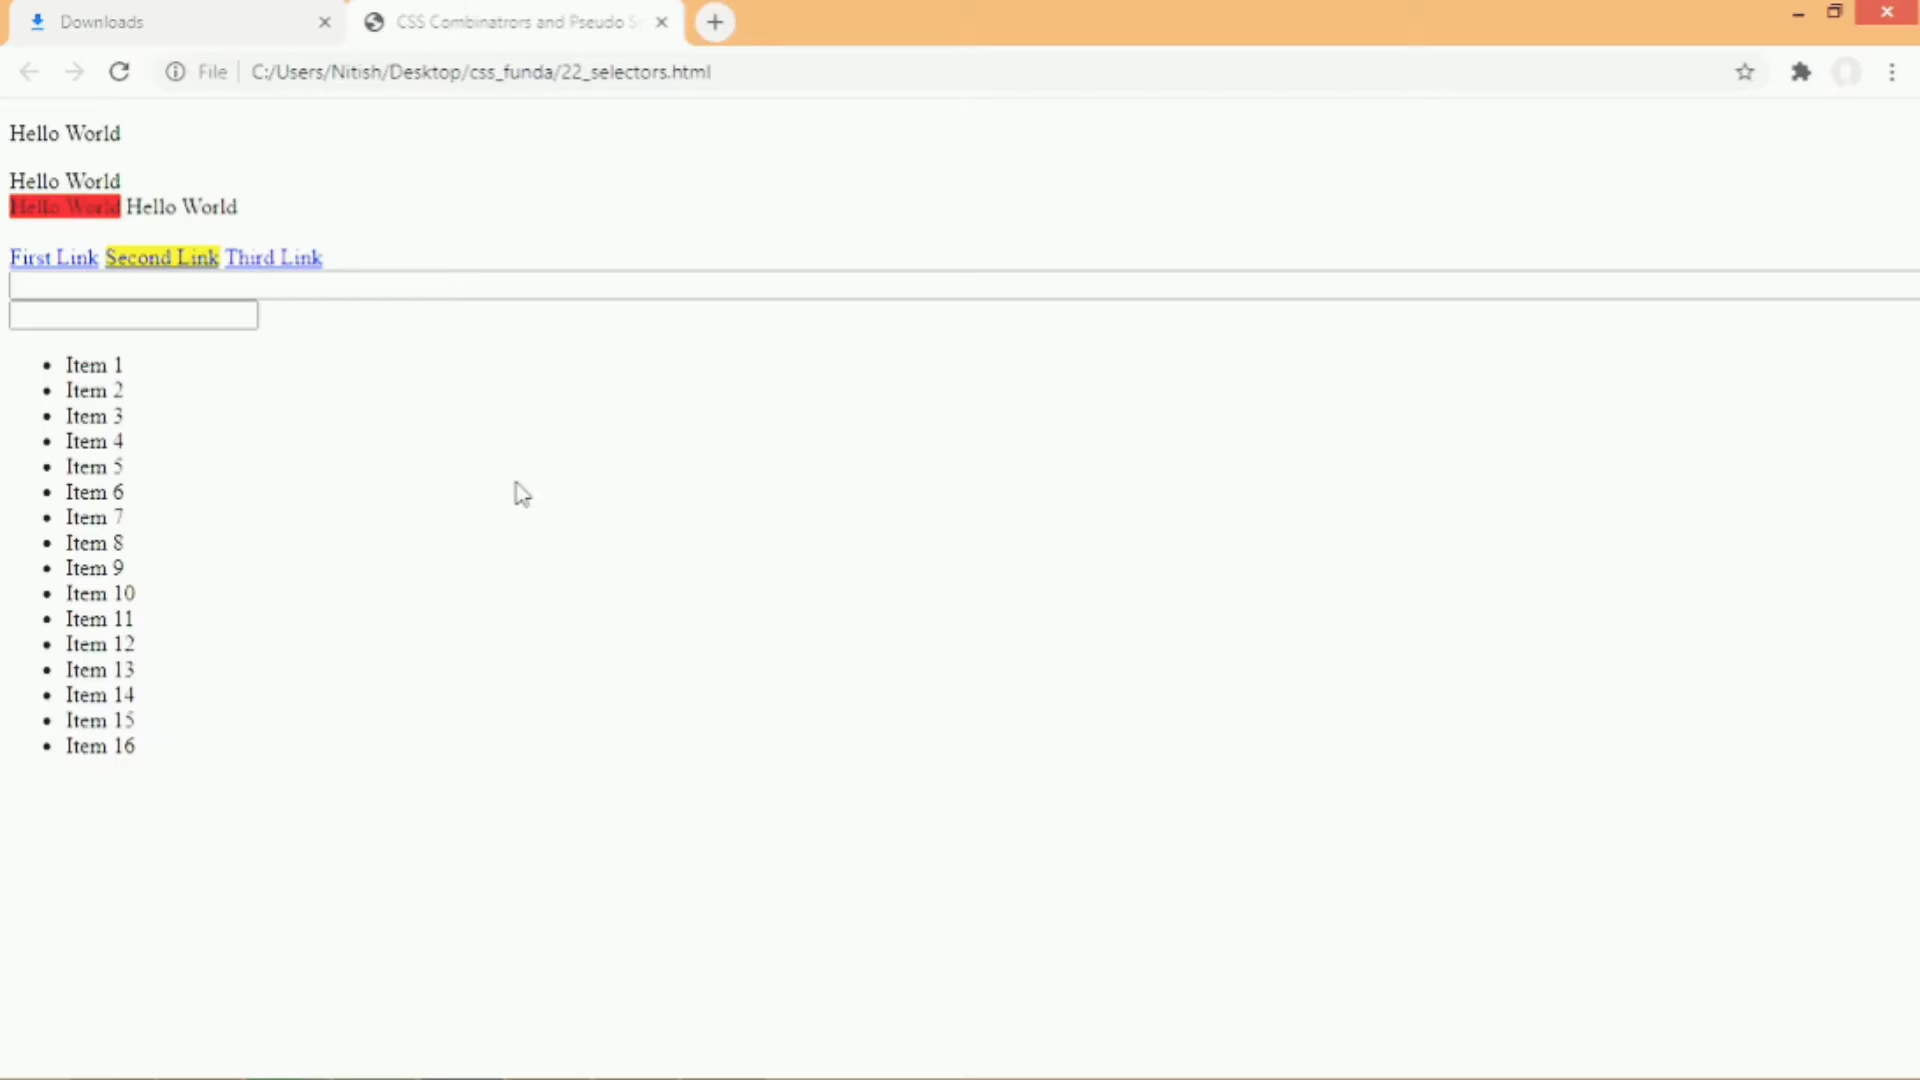 Downloads
CSS Combinatrors and Pseudo S
File C:/Users/Nitish/Desktop/css_funda/22_selectors.html
Hello World
Hello World
Hello World Hello World
First Link Second Link Third Link
Item 1
Item 2
Item 3
Item 4
Item 5
Item 6
Item 7
Item 8
Item 9
Item 10
Item 11
Item 12
Item 13
Item 14
Item 15
Item 16